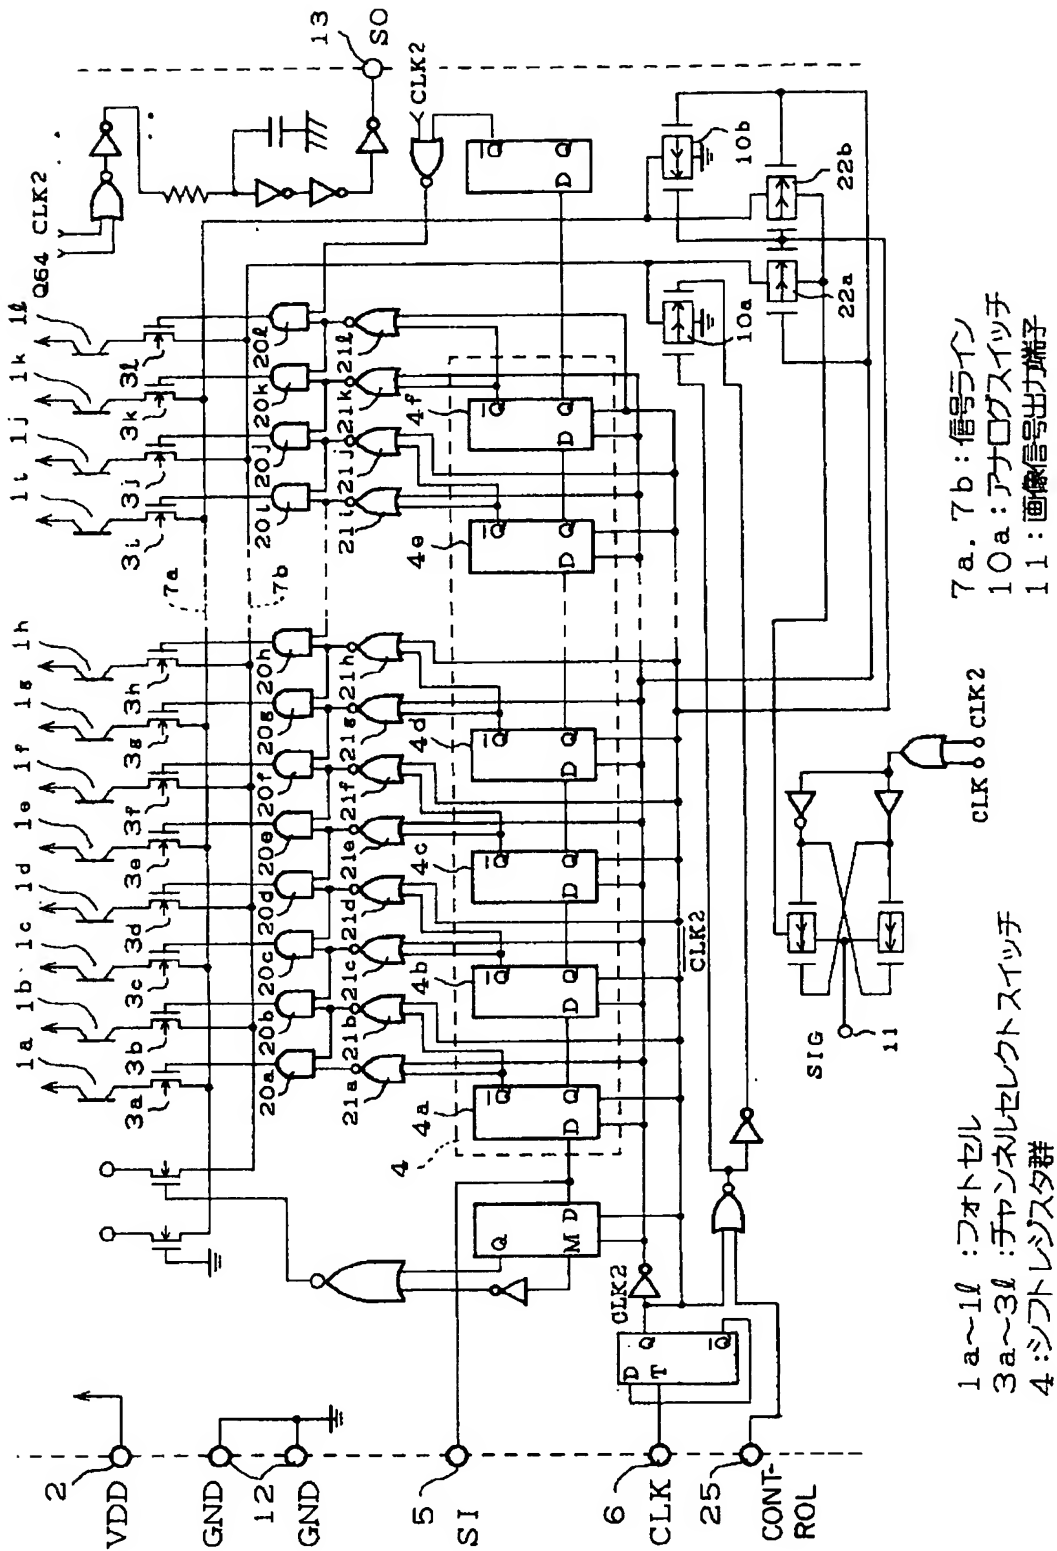 2 VDD
GND
12
GND
5 SI
6 CLK
25 CONT-
ROL
1a 1b 1c 1d 1e 1f 1g 1h 1i 1j 1k 1ℓ
3a 3b 3c 3d 3e 3f 3g 3h 3i 3j 3k 3ℓ
7a
7b
20a 20b 20c 20d 20e 20f 20g 20h 20i 20j 20k 20ℓ
21a 21b 21c 21d 21e 21f 21g 21h 21i 21j 21k 21ℓ
4
4a 4b 4c 4d 4e 4f
Q M D
D Q̅ Q
D Q̅ Q
D Q̅ Q
D Q̅ Q
D Q̅ Q
D Q̅ Q
D Q̅ Q
D T Q Q̅
CLK2
C̅L̅K̅2̅
Q64 CLK2
13
SO
CLK2
10a
10b
22a
22b
SIG
11
CLK CLK2
1a~1ℓ:フォトセル
3a~3ℓ:チャンネルセレクトスイッチ
4:シフトレジスタ群
7a.7b:信号ライン
10a:アナログスイッチ
11:画像信号出力端子